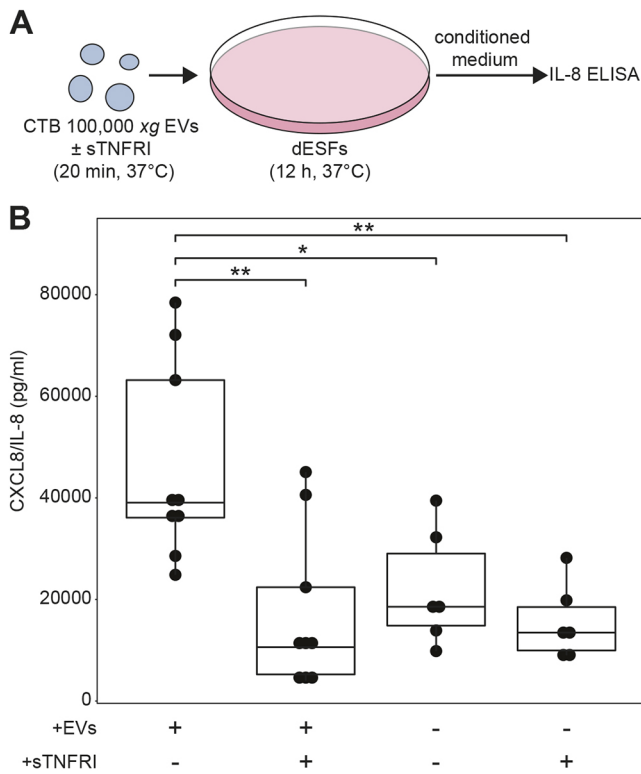 A
conditioned
medium
IL-8 ELISA
CTB 100,000 xg EVs
± sTNFRI
(20 min, 37°C)
dESFs
(12 h, 37°C)
B
**
*
**
CXCL8/IL-8 (pg/ml)
80000
60000
40000
20000
0
+EVs + + - -
+sTNFRI - + - +